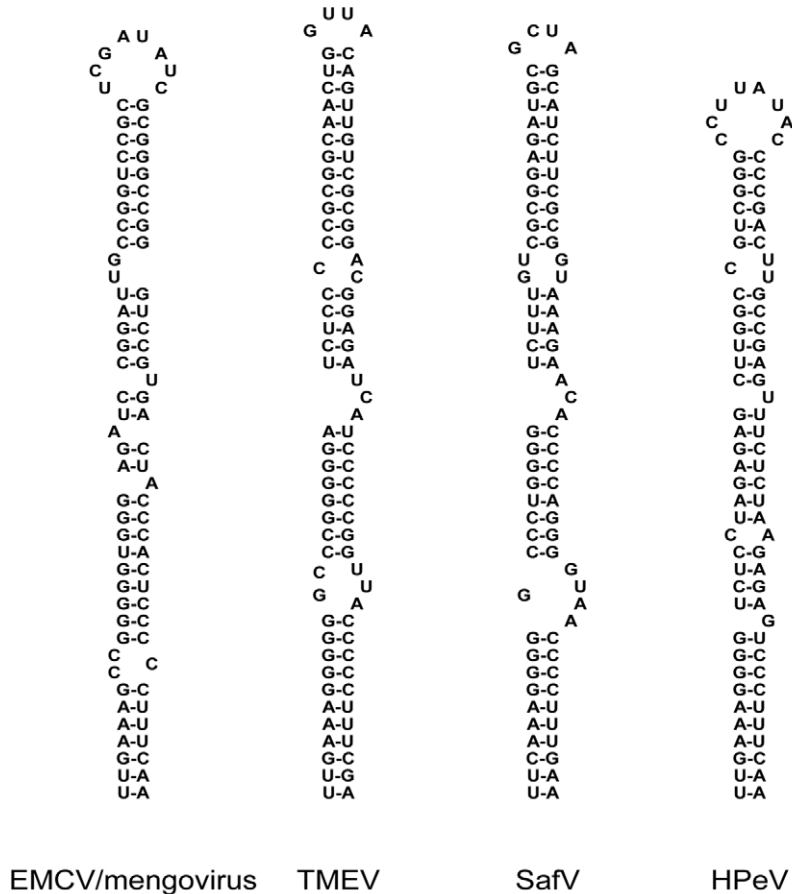 A U
G A
C U
U C
C-G
G-C
C-G
C-G
U-G
G-C
G-C
C-G
C-G
G
U
U-G
A-U
G-C
G-C
C-G
U
C-G
U-A
A
G-C
A-U
A
G-C
G-C
G-C
U-A
G-C
G-U
G-C
G-C
G-C
C
C C
G-C
A-U
A-U
A-U
G-C
U-A
U-A
EMCV/mengovirus
U U
G A
G-C
U-A
C-G
A-U
A-U
C-G
G-U
G-C
C-G
G-C
C-G
C-G
A
C C
C-G
C-G
U-A
C-G
U-A
U
C
A
A-U
G-C
G-C
G-C
G-C
G-C
C-G
C-G
C U
U
G A
G-C
G-C
G-C
G-C
G-C
A-U
A-U
A-U
G-C
U-G
U-A
TMEV
C U
G A
C-G
G-C
U-A
A-U
G-C
A-U
G-U
G-C
C-G
G-C
C-G
U G
G U
U-A
U-A
U-A
C-G
U-A
A
C
A
G-C
G-C
G-C
G-C
U-A
C-G
C-G
C-G
G
G U
A
A
G-C
G-C
G-C
G-C
A-U
A-U
A-U
C-G
U-A
U-A
SafV
U A
U U
C A
C C
G-C
G-C
G-C
C-G
U-A
G-C
U
C U
C-G
G-C
G-C
U-G
U-A
C-G
U
G-U
A-U
G-C
A-U
G-C
A-U
U-A
C A
C-G
U-A
C-G
U-A
G
G-U
G-C
G-C
G-C
A-U
A-U
A-U
G-C
U-A
U-A
HPeV